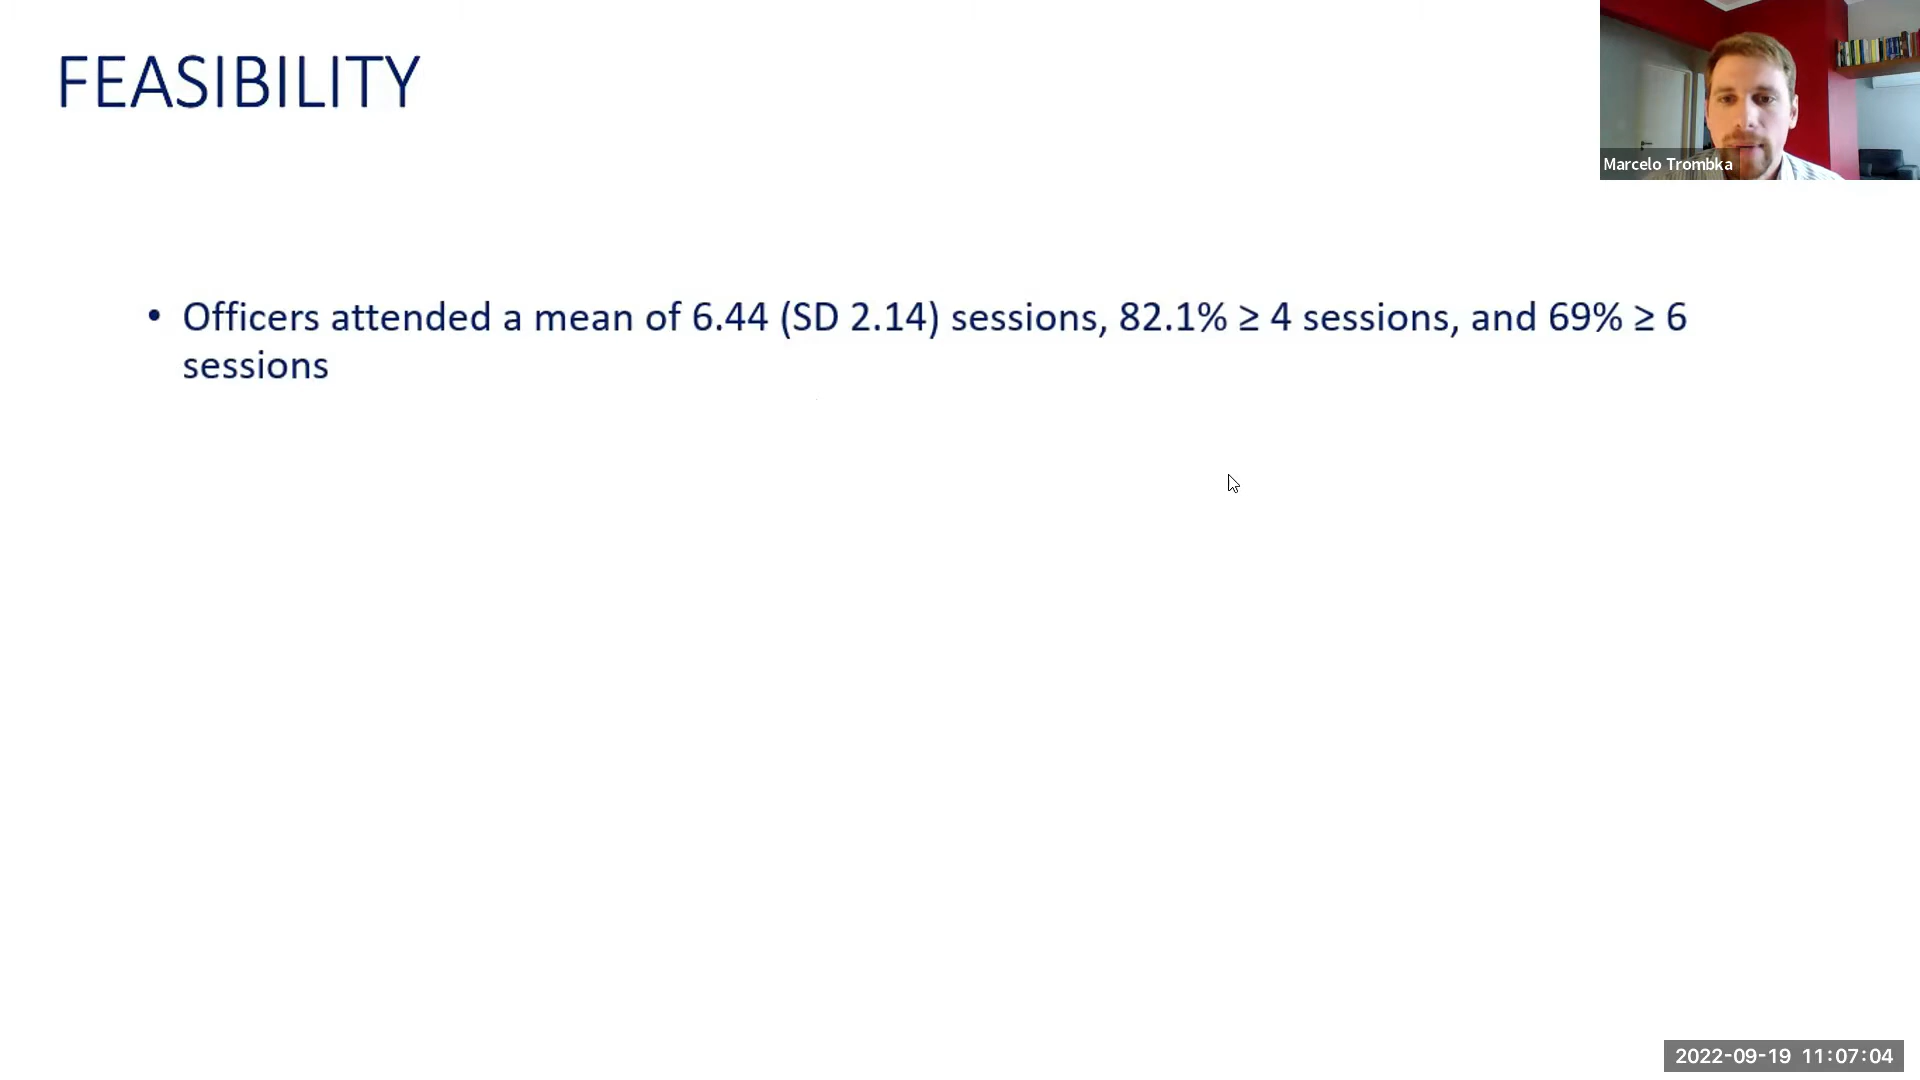 FEASIBILITY
Marcelo Trombka
• Officers attended a mean of 6.44 (SD 2.14) sessions, 82.1% ≥ 4 sessions, and 69% ≥ 6
sessions
2022-09-19 11:07:04